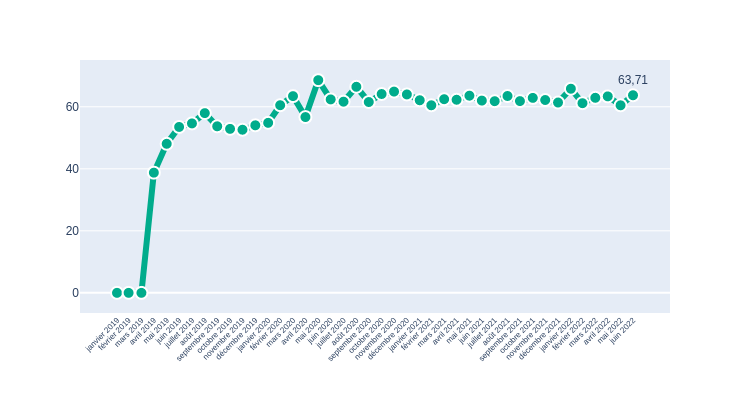 63,71
60
40
20
0
janvier 2019
février 2019
mars 2019
avril 2019
mai 2019
juin 2019
juillet 2019
août 2019
septembre 2019
octobre 2019
novembre 2019
décembre 2019
janvier 2020
février 2020
mars 2020
avril 2020
mai 2020
juin 2020
juillet 2020
août 2020
septembre 2020
octobre 2020
novembre 2020
décembre 2020
janvier 2021
février 2021
mars 2021
avril 2021
mai 2021
juin 2021
juillet 2021
août 2021
septembre 2021
octobre 2021
novembre 2021
décembre 2021
janvier 2022
février 2022
mars 2022
avril 2022
mai 2022
juin 2022